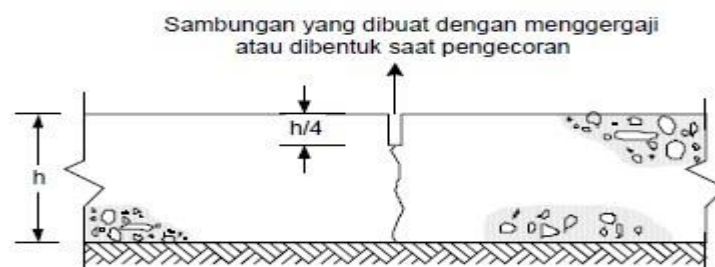 Sambungan yang dibuat dengan menggergaji
atau dibentuk saat pengecoran
h/4
h